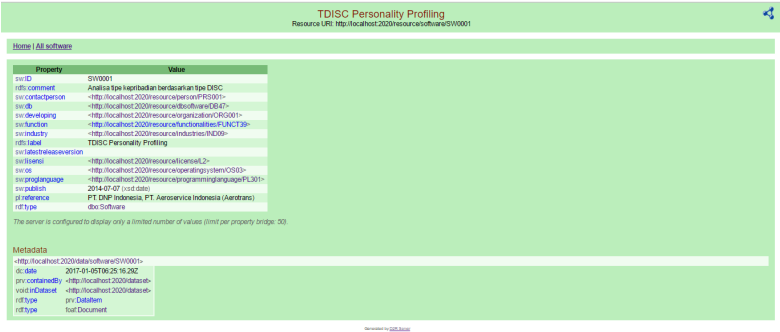 TDISC Personality Profiling
Resource URI: http://localhost:2020/resource/software/SW0001
Home | All software
Property Value
sw:ID SW0001
rdfs:comment Analisa tipe kepribadian berdasarkan tipe DISC
sw:contactperson <http://localhost:2020/resource/person/PRS001>
sw:db <http://localhost:2020/resource/dbsoftware/DB47>
sw:developing <http://localhost:2020/resource/organization/ORG001>
sw:function <http://localhost:2020/resource/functionalities/FUNCT39>
sw:industry <http://localhost:2020/resource/industries/IND09>
rdfs:label TDISC Personality Profiling
sw:latestreleaseversion
sw:lisensi <http://localhost:2020/resource/license/L2>
sw:os <http://localhost:2020/resource/operatingsystem/OS03>
sw:proglanguage <http://localhost:2020/resource/programminglanguage/PL301>
sw:publish 2014-07-07 (xsd:date)
pl:reference PT. DNP Indonesia, PT. Aeroservice Indonesia (Aerotrans)
rdf:type dbo:Software
The server is configured to display only a limited number of values (limit per property bridge: 50).
Metadata
<http://localhost:2020/data/software/SW0001>
dc:date 2017-01-05T06:25:16.29Z
prv:containedBy <http://localhost:2020/dataset>
void:inDataset <http://localhost:2020/dataset>
rdf:type prv:DataItem
rdf:type foaf:Document
Generated by D2R Server